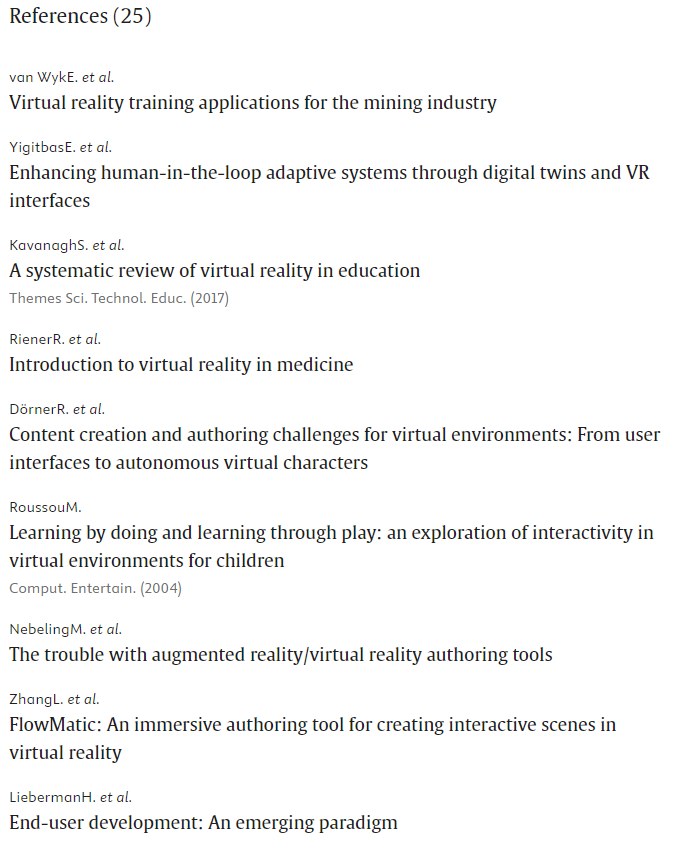 References (25)
van WykE. et al.
Virtual reality training applications for the mining industry
YigitbasE. et al.
Enhancing human-in-the-loop adaptive systems through digital twins and VR
interfaces
KavanaghS. et al.
A systematic review of virtual reality in education
Themes Sci. Technol. Educ. (2017)
RienerR. et al.
Introduction to virtual reality in medicine
DörnerR. et al.
Content creation and authoring challenges for virtual environments: From user
interfaces to autonomous virtual characters
RoussouM.
Learning by doing and learning through play: an exploration of interactivity in
virtual environments for children
Comput. Entertain. (2004)
NebelingM. et al.
The trouble with augmented reality/virtual reality authoring tools
ZhangL. et al.
FlowMatic: An immersive authoring tool for creating interactive scenes in
virtual reality
LiebermanH. et al.
End-user development: An emerging paradigm